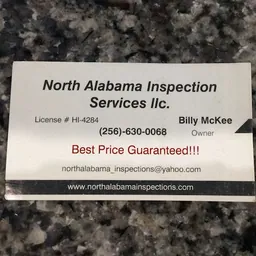 North Alabama Inspection
Services llc.
License # HI-4284
Billy McKee
(256)-630-0068
Owner
Best Price Guaranteed!!!
northalabama_inspections@yahoo.com
www.northalabamainspections.com